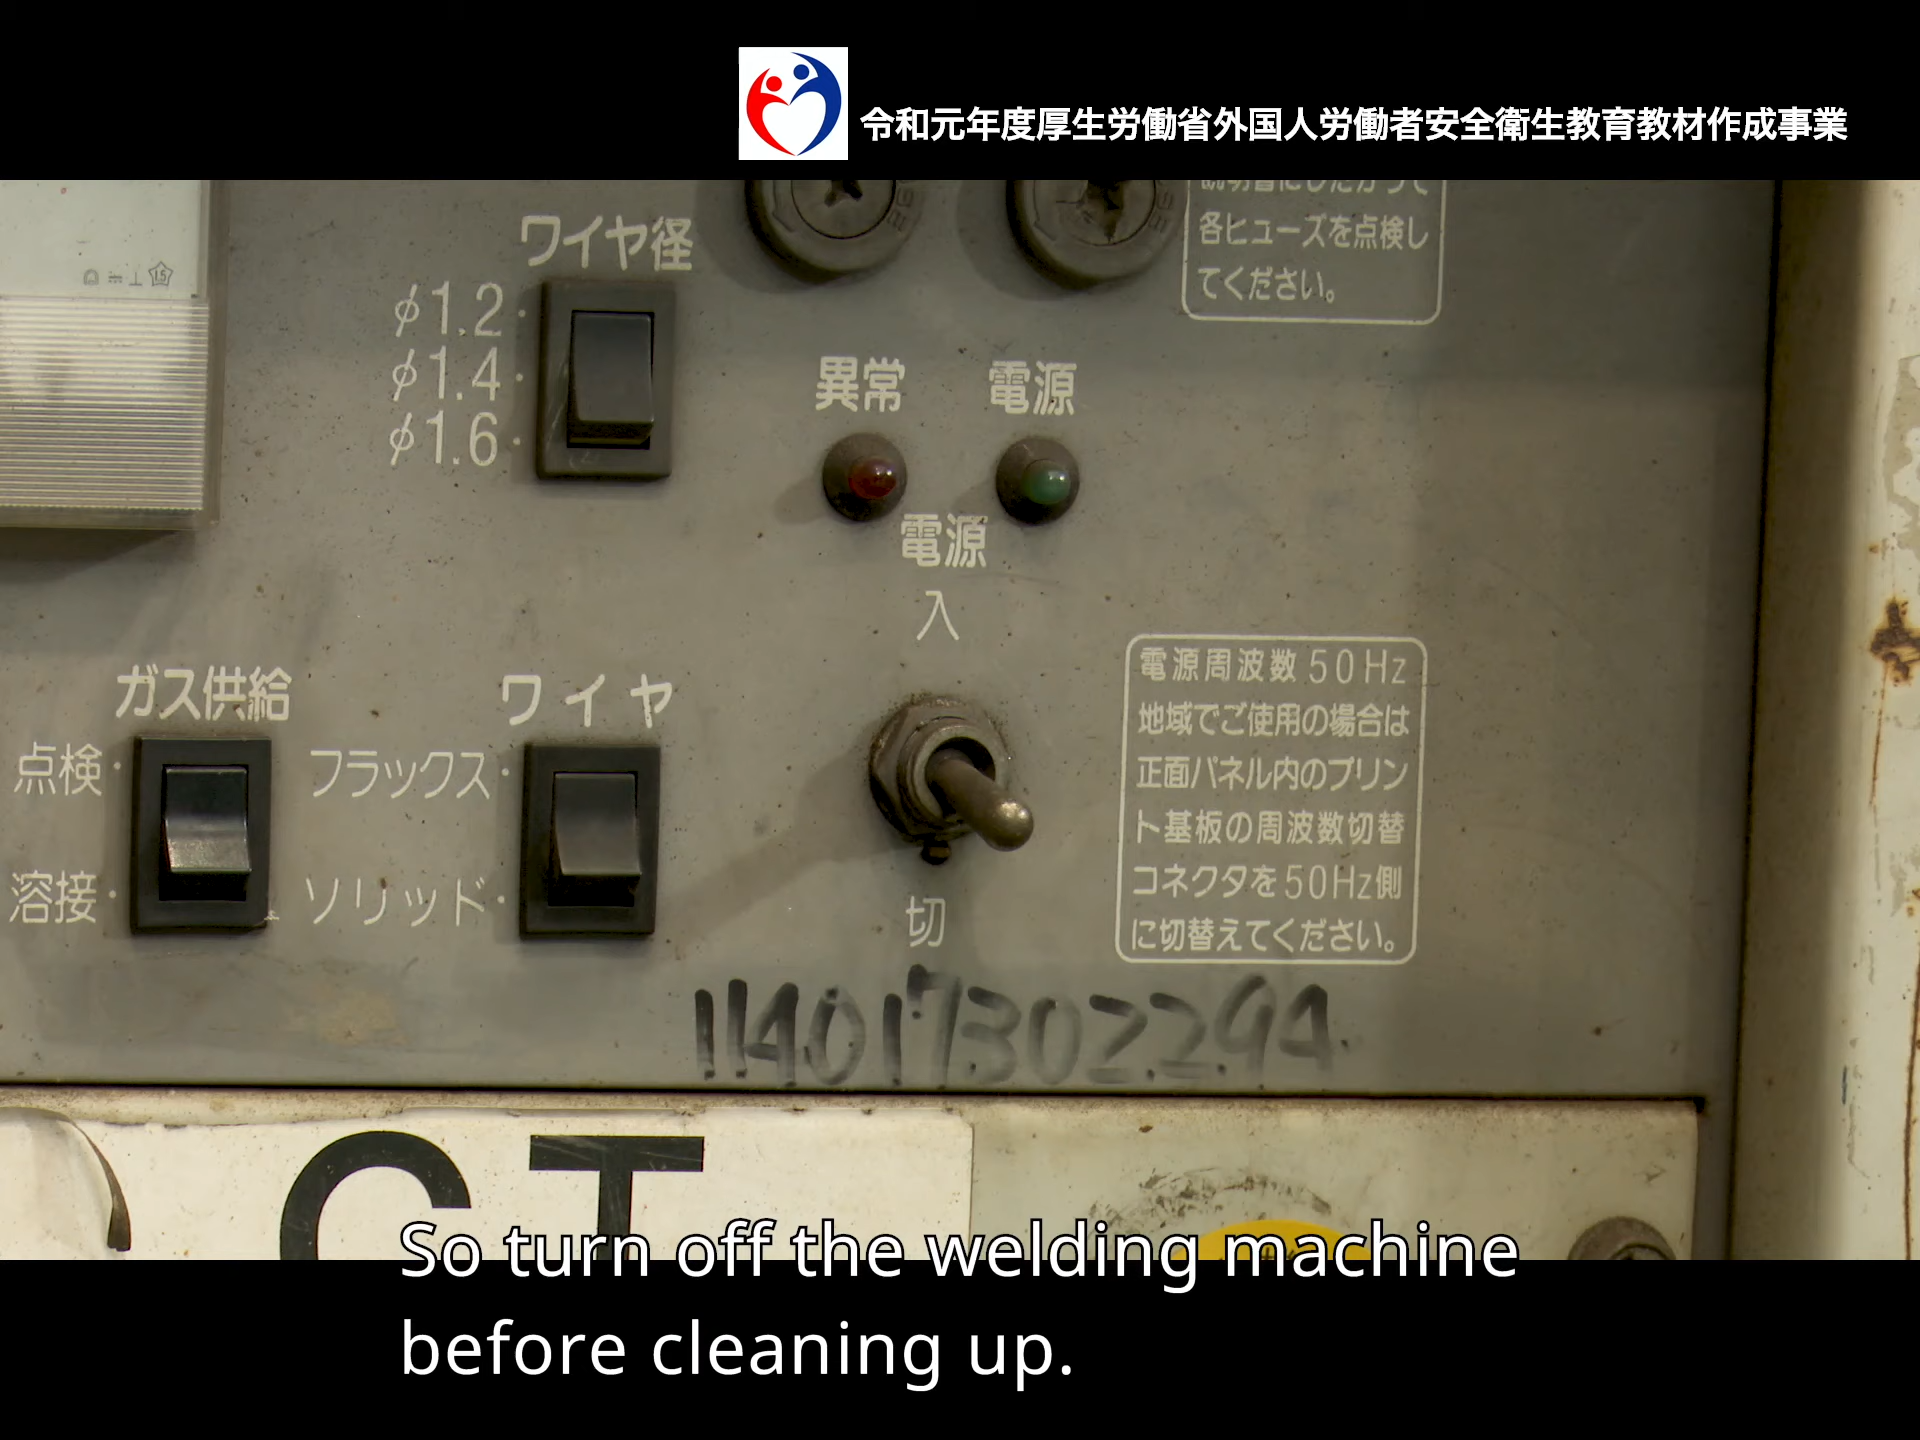 令和元年度厚生労働省外国人労働者安全衛生教育教材作成事業
各ヒューズを点検し
てください。
ワイヤ径
φ1.2
φ1.4
φ1.6
異常
電源
電源
入
切
ガス供給
点検
溶接
ワイヤ
フラックス
ソリッド
電源周波数50Hz
地域でご使用の場合は
正面パネル内のプリン
ト基板の周波数切替
コネクタを50Hz側
に切替えてください。
CT
So turn off the welding machine
before cleaning up.